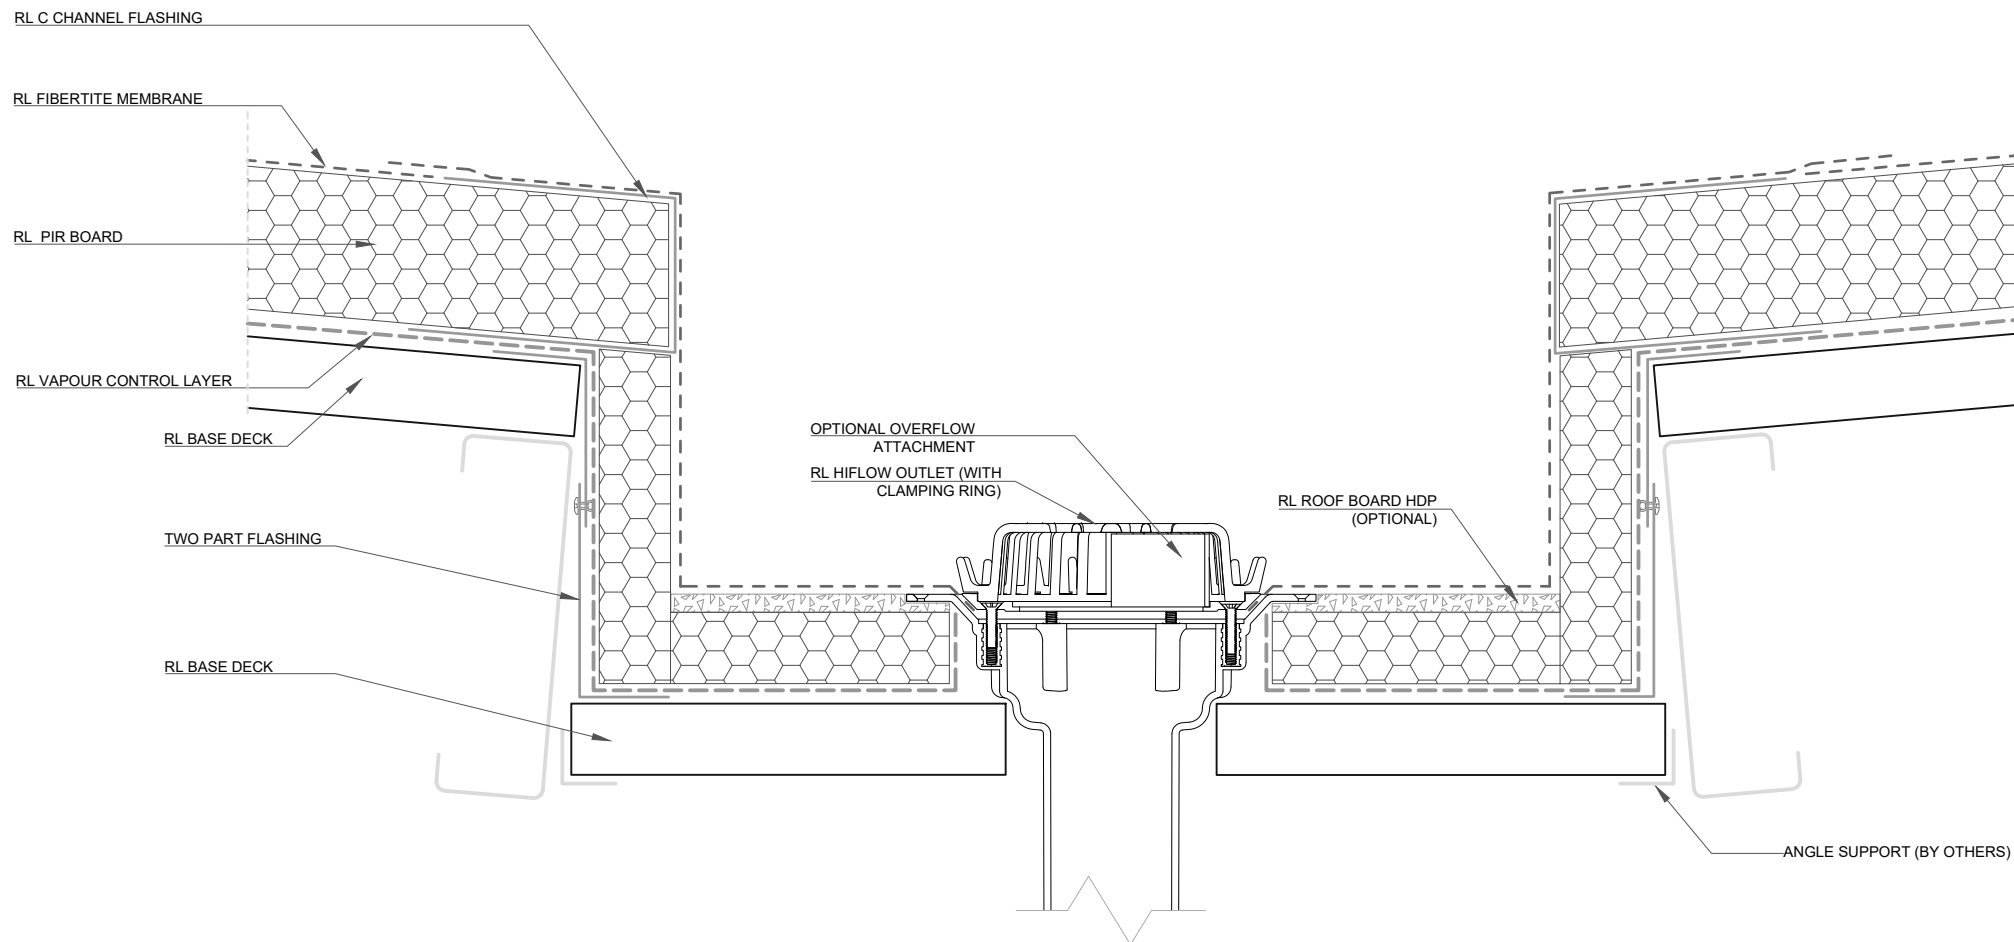 RL C CHANNEL FLASHING
RL FIBERTITE MEMBRANE
RL PIR BOARD
RL VAPOUR CONTROL LAYER
RL BASE DECK
OPTIONAL OVERFLOW
ATTACHMENT
RL HIFLOW OUTLET (WITH
CLAMPING RING)
RL ROOF BOARD HDP
(OPTIONAL)
TWO PART FLASHING
RL BASE DECK
ANGLE SUPPORT (BY OTHERS)